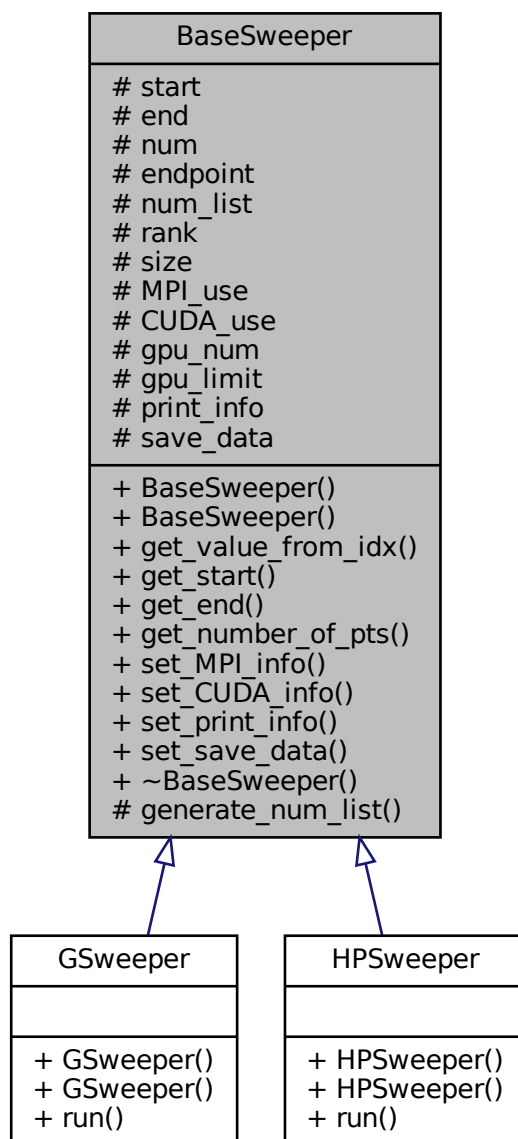 BaseSweeper
# start
# end
# num
# endpoint
# num_list
# rank
# size
# MPI_use
# CUDA_use
# gpu_num
# gpu_limit
# print_info
# save_data
+ BaseSweeper()
+ BaseSweeper()
+ get_value_from_idx()
+ get_start()
+ get_end()
+ get_number_of_pts()
+ set_MPI_info()
+ set_CUDA_info()
+ set_print_info()
+ set_save_data()
+ ~BaseSweeper()
# generate_num_list()
GSweeper
+ GSweeper()
+ GSweeper()
+ run()
HPSweeper
+ HPSweeper()
+ HPSweeper()
+ run()